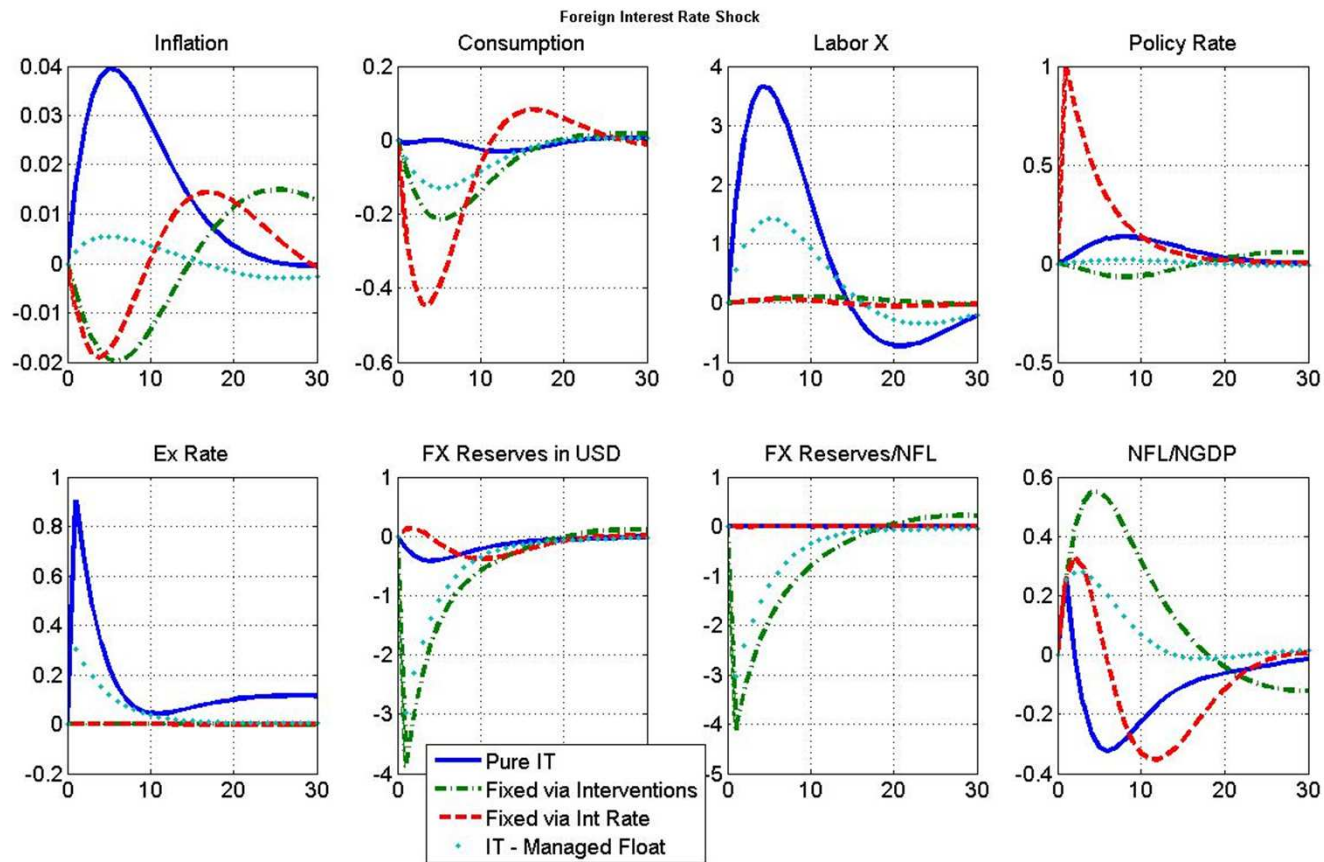 Foreign Interest Rate Shock
Inflation
0.04
0.03
0.02
0.01
0
-0.01
-0.02
0 10 20 30
Consumption
0.2
0
-0.2
-0.4
-0.6
0 10 20 30
Labor X
4
3
2
1
0
-1
0 10 20 30
Policy Rate
1
0.5
0
-0.5
0 10 20 30
Ex Rate
1
0.8
0.6
0.4
0.2
0
-0.2
0 10 20 30
FX Reserves in USD
1
0
-1
-2
-3
-4
0
FX Reserves/NFL
1
0
-1
-2
-3
-4
-5
0 10 20 30
NFL/NGDP
0.6
0.4
0.2
0
-0.2
-0.4
0 10 20 30
Pure IT
Fixed via Interventions
Fixed via Int Rate
IT - Managed Float